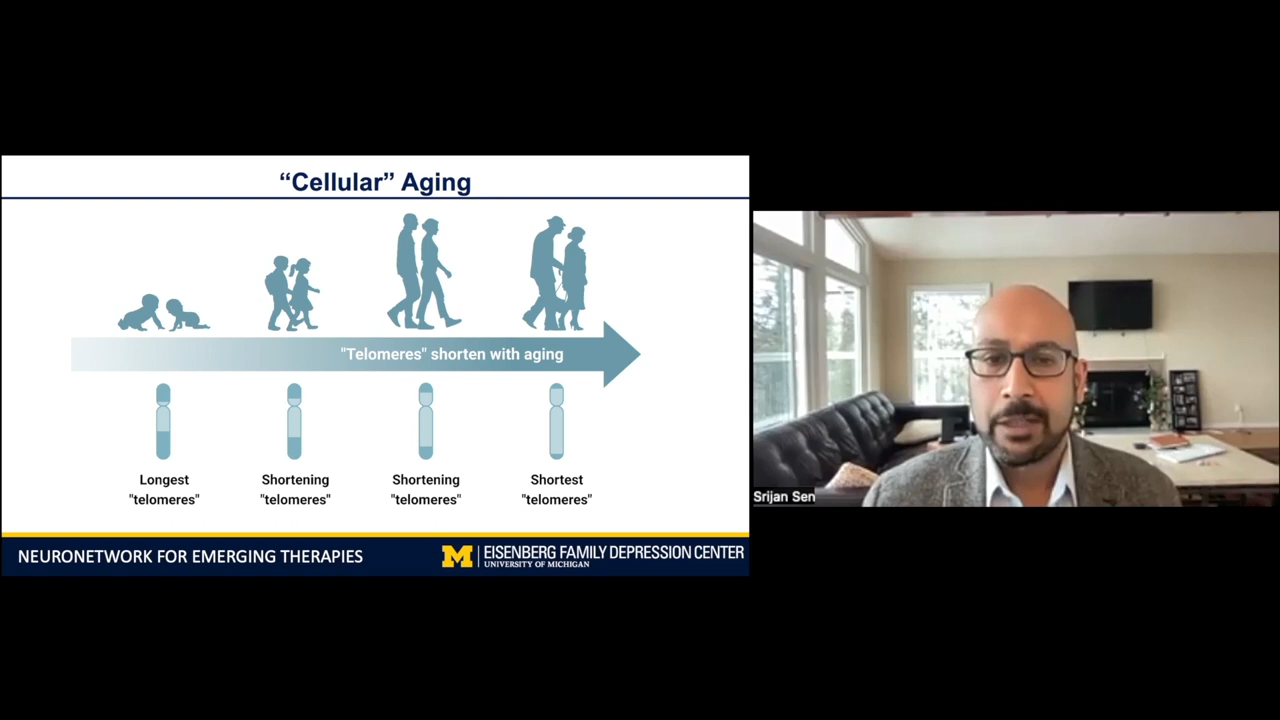 “Cellular” Aging
"Telomeres" shorten with aging
Longest
"telomeres"
Shortening
"telomeres"
Shortening
"telomeres"
Shortest
"telomeres"
NEURONETWORK FOR EMERGING THERAPIES
M
EISENBERG FAMILY DEPRESSION CENTER
UNIVERSITY OF MICHIGAN
Srijan Sen